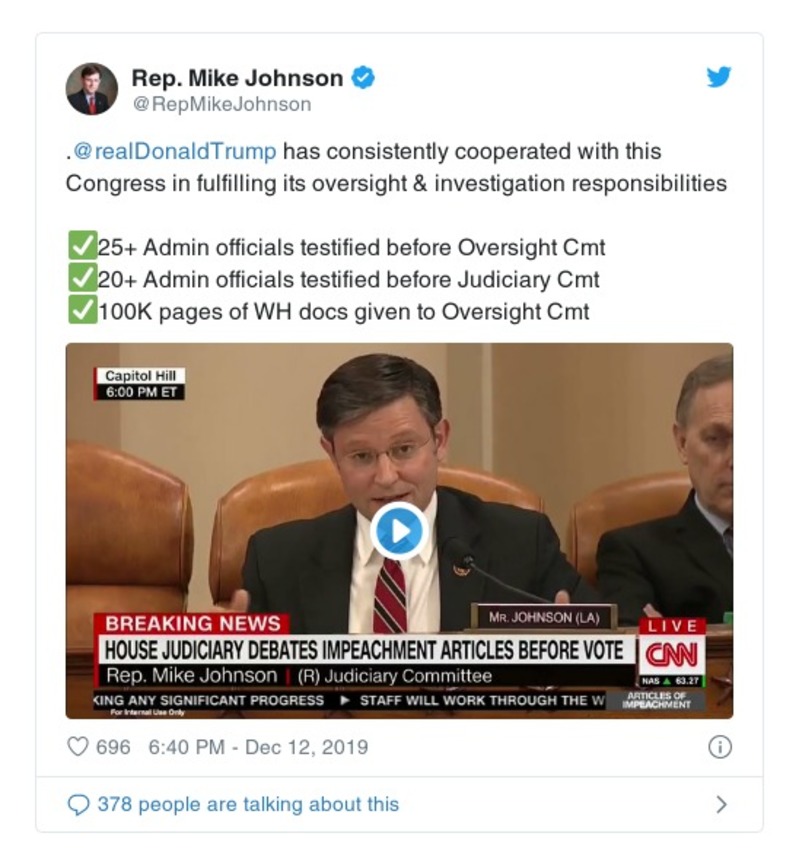 Rep. Mike Johnson
@RepMikeJohnson
.@realDonaldTrump has consistently cooperated with this
Congress in fulfilling its oversight & investigation responsibilities
✅25+ Admin officials testified before Oversight Cmt
✅20+ Admin officials testified before Judiciary Cmt
✅100K pages of WH docs given to Oversight Cmt
Capitol Hill
6:00 PM ET
MR. JOHNSON (LA)
BREAKING NEWS
LIVE
HOUSE JUDICIARY DEBATES IMPEACHMENT ARTICLES BEFORE VOTE
CNN
Rep. Mike Johnson | (R) Judiciary Committee
NAS ▲ 63.27
KING ANY SIGNIFICANT PROGRESS ▶ STAFF WILL WORK THROUGH THE W
ARTICLES OF
IMPEACHMENT
For Internal Use Only
696 6:40 PM - Dec 12, 2019
378 people are talking about this